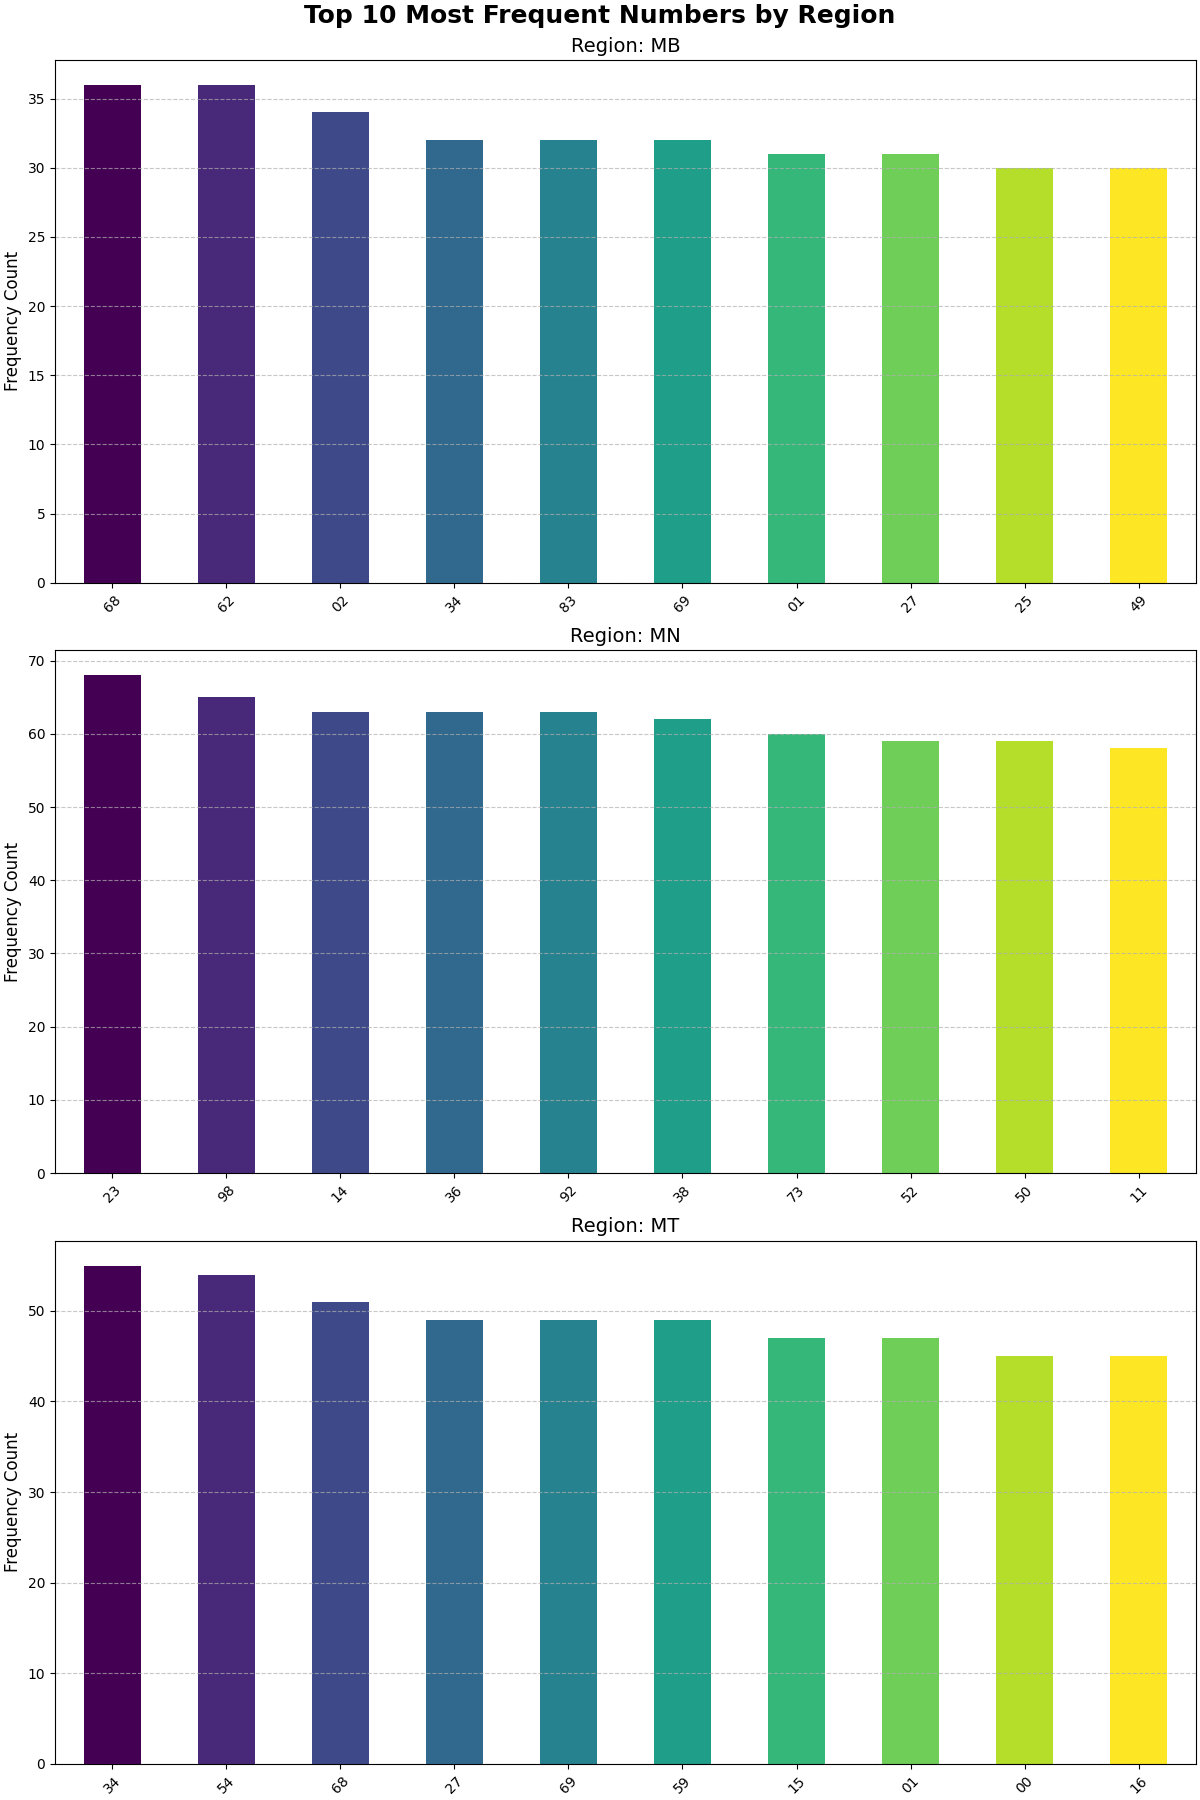 Top 10 Most Frequent Numbers by Region
Region: MB
Frequency Count
35
30
25
20
15
10
5
0
68 62 02 34 83 69 01 27 25 49
Region: MN
Frequency Count
70
60
50
40
30
20
10
0
23 98 14 36 92 38 73 52 50 11
Region: MT
Frequency Count
50
40
30
20
10
0
34 54 68 27 69 59 15 01 00 16